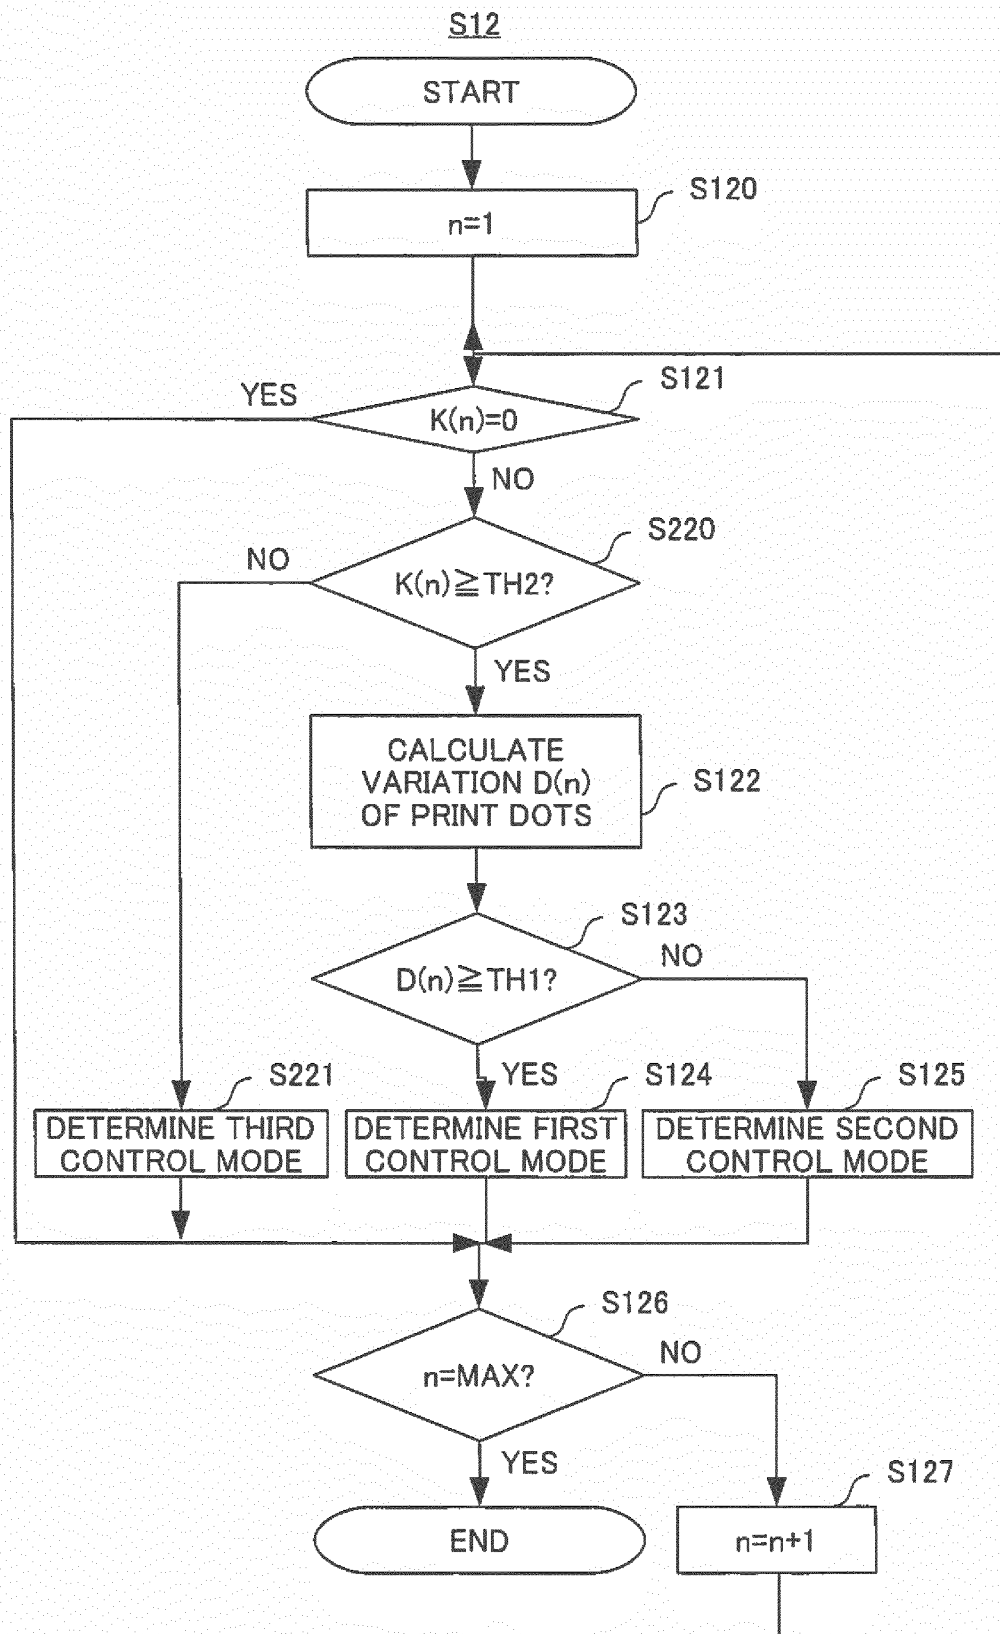 S12
START
S120
n=1
S121
YES
K(n)=0
NO
S220
NO
K(n)≧TH2?
YES
CALCULATE
VARIATION D(n)
OF PRINT DOTS
S122
S123
NO
D(n)≧TH1?
YES
S221
S124
S125
DETERMINE THIRD
CONTROL MODE
DETERMINE FIRST
CONTROL MODE
DETERMINE SECOND
CONTROL MODE
S126
NO
n=MAX?
YES
S127
END
n=n+1